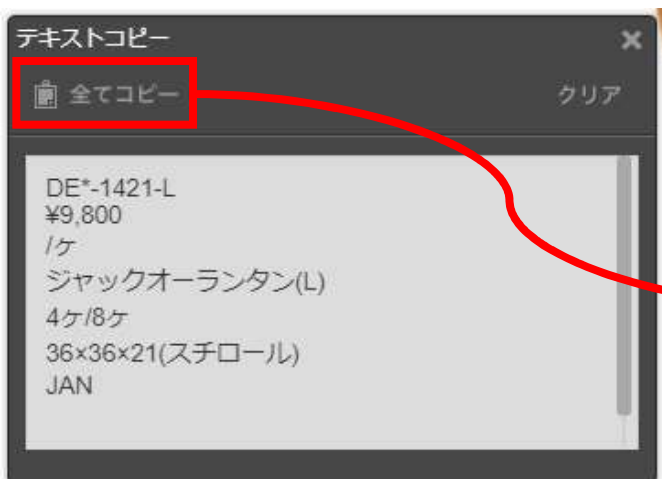 テキストコピー
全てコピー
クリア
DE*-1421-L
¥9,800
/ケ
ジャックオーランタン(L)
4ケ/8ケ
36×36×21(スチロール)
JAN